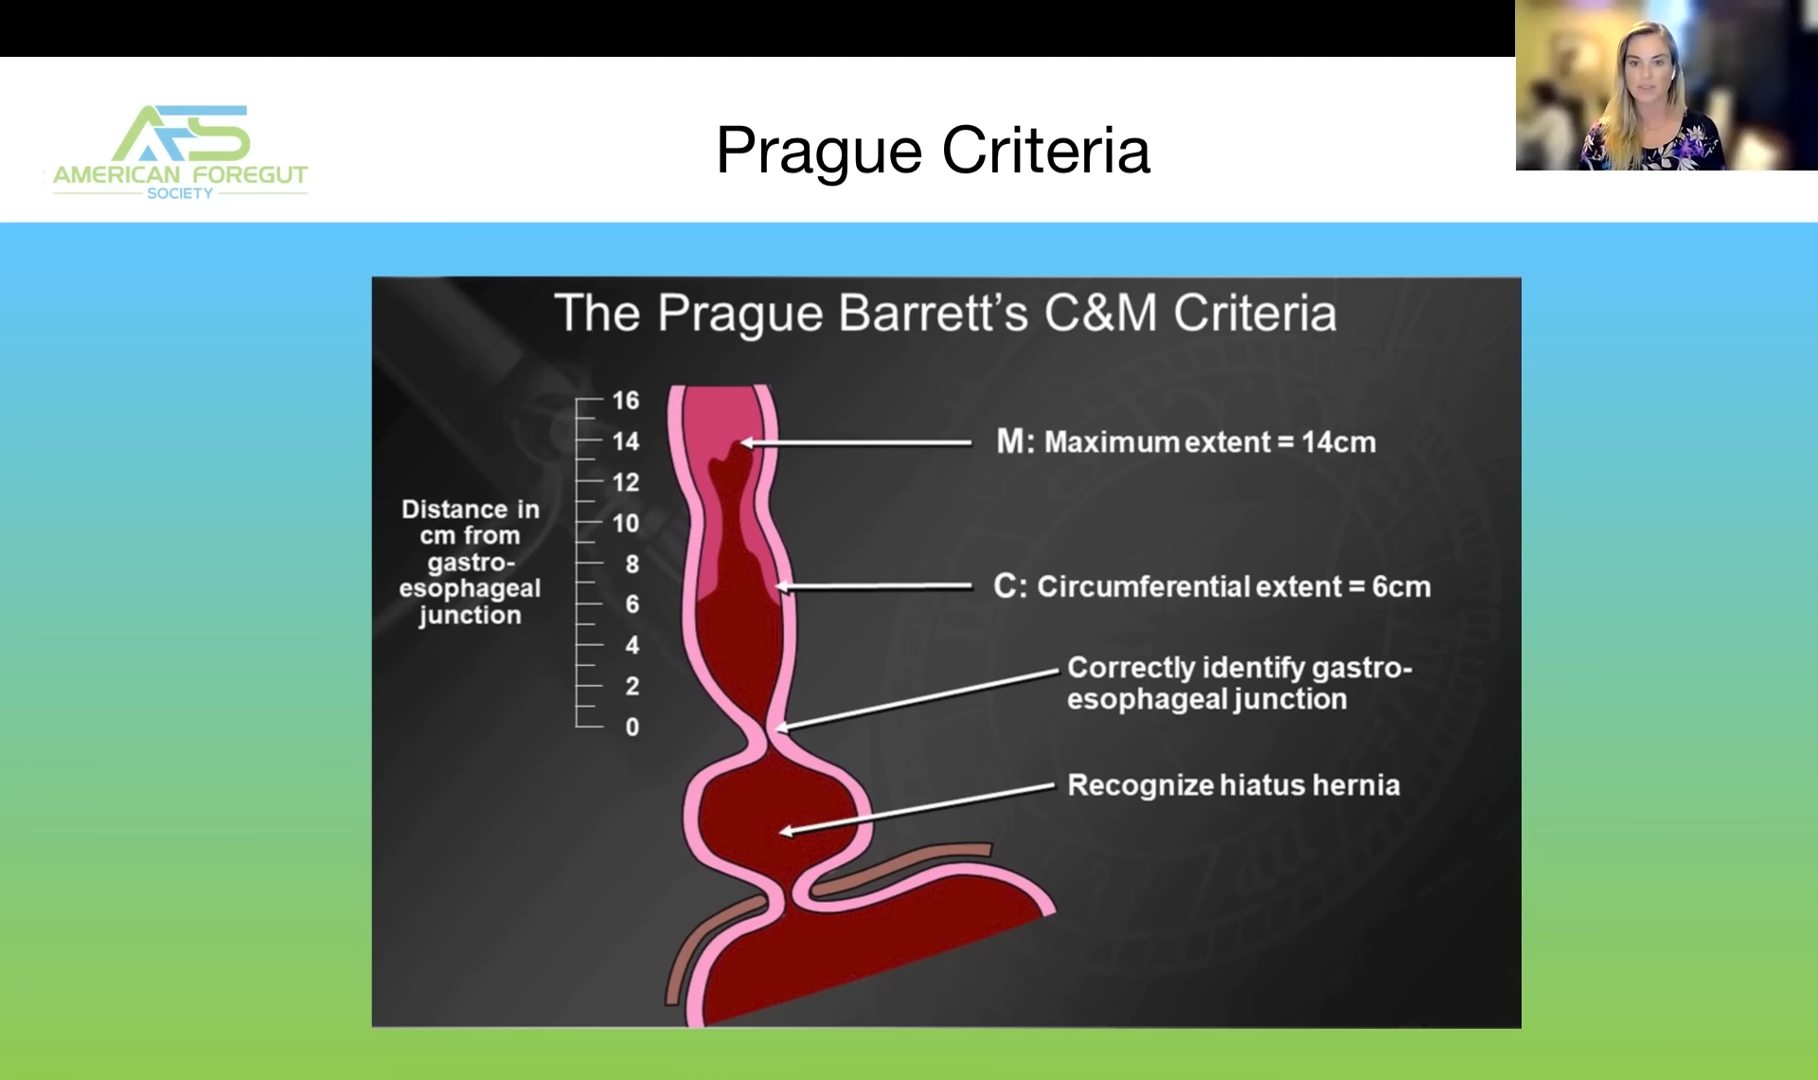 AFS
AMERICAN FOREGUT
SOCIETY
Prague Criteria
The Prague Barrett's C&M Criteria
16
14
12
10
8
6
4
2
0
Distance in
cm from
gastro-
esophageal
junction
M: Maximum extent = 14cm
C: Circumferential extent = 6cm
Correctly identify gastro-
esophageal junction
Recognize hiatus hernia